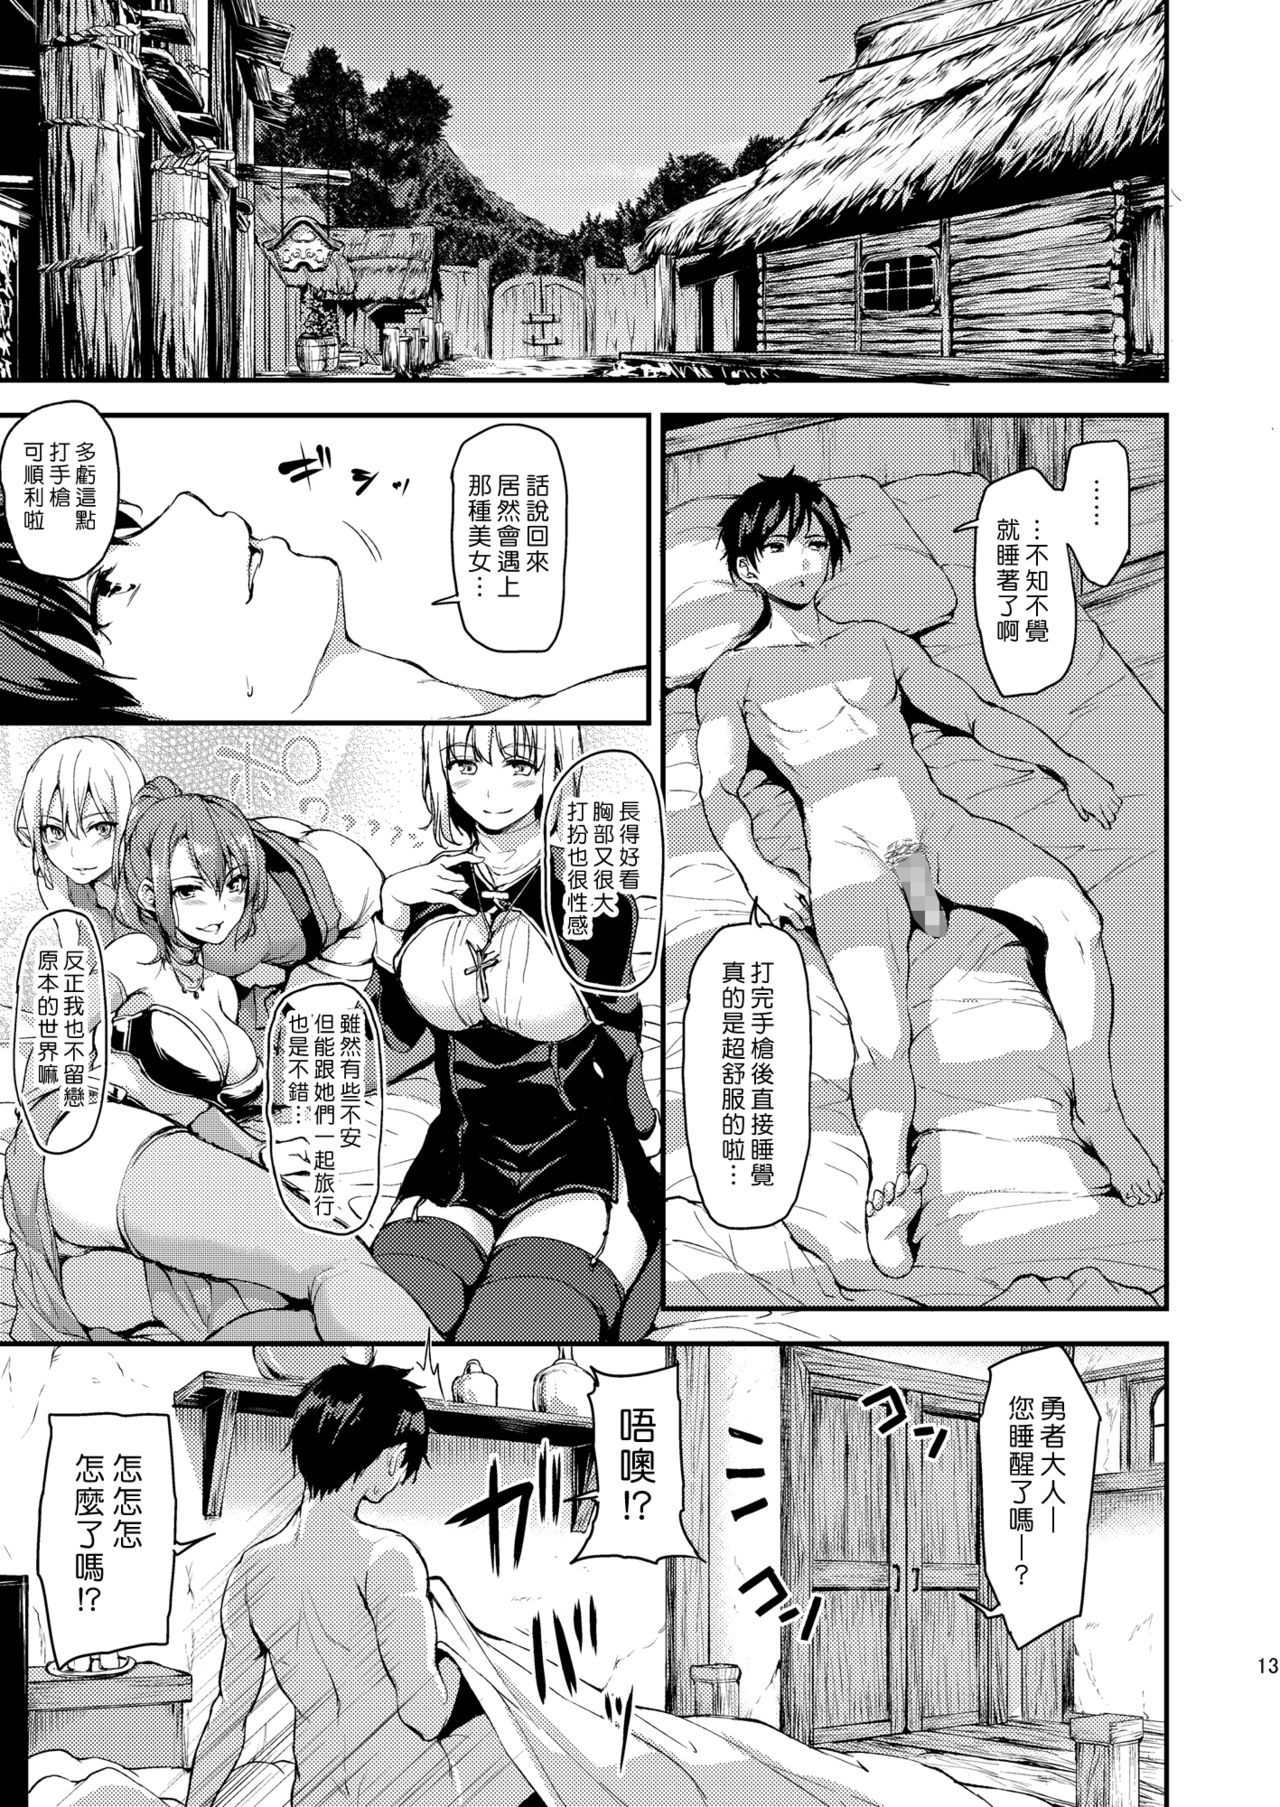 ……
…不知不覺
就睡著了啊
打完手槍後直接睡覺
真的是超舒服的啦…
話說回來
居然會遇上
那種美女…
多虧這點
打手槍
可順利啦
長得好看
胸部又很大
打扮也很性感
雖然有些不安
但能跟她們一起旅行
也是不錯…
反正我也不留戀
原本的世界嘛
勇者大人—
您睡醒了嗎—?
コン
コン
唔噢!?
怎怎怎
怎麼了嗎!?
13